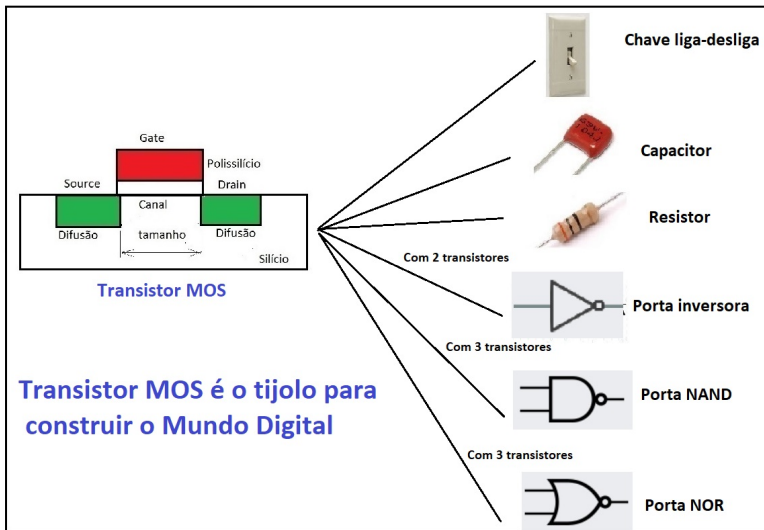 Chave liga-desliga
Gate
Polissilício
Source
Drain
Canal
Difusão
tamanho
Difusão
Silício
Transistor MOS
Capacitor
Resistor
Com 2 transistores
Porta inversora
Com 3 transistores
Transistor MOS é o tijolo para
construir o Mundo Digital
Porta NAND
Com 3 transistores
Porta NOR